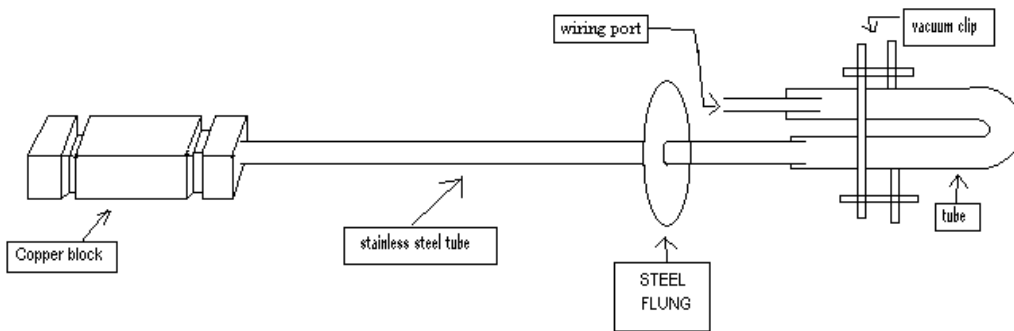 wiring port
vacuum clip
Copper block
stainless steel tube
STEEL
FLUNG
tube